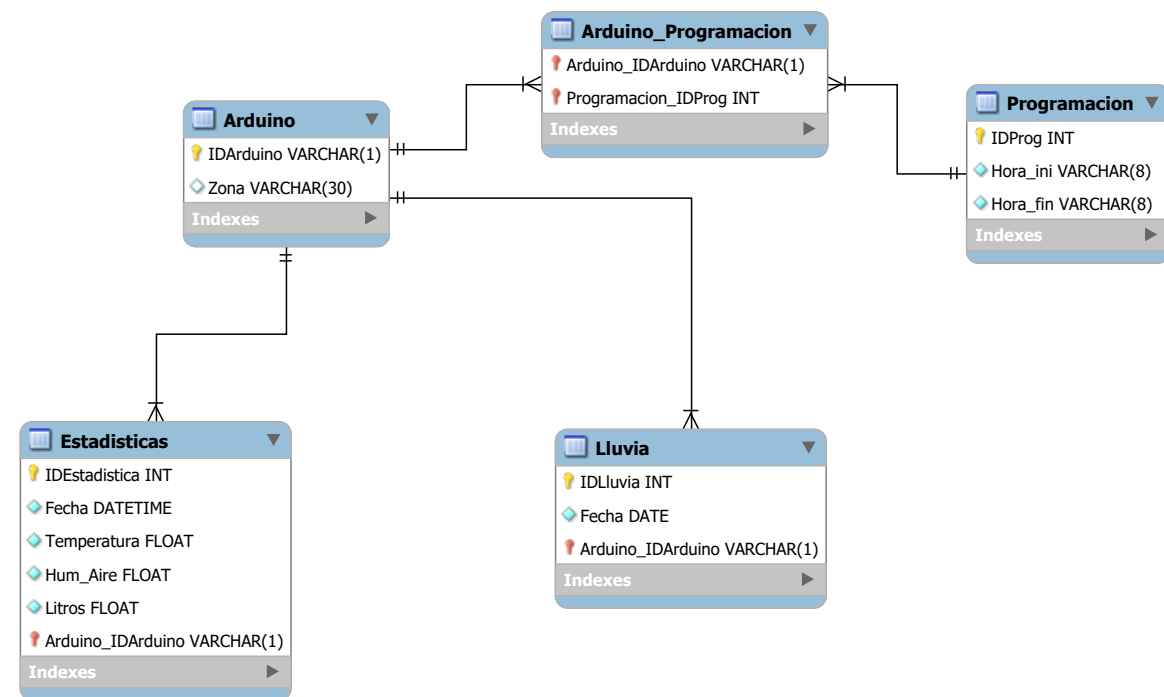 Arduino_Programacion
Arduino_IDArduino VARCHAR(1)
Programacion_IDProg INT
Indexes
Programacion
IDProg INT
Hora_ini VARCHAR(8)
Hora_fin VARCHAR(8)
Indexes
Arduino
IDArduino VARCHAR(1)
Zona VARCHAR(30)
Indexes
Estadisticas
IDEstadistica INT
Fecha DATETIME
Temperatura FLOAT
Hum_Aire FLOAT
Litros FLOAT
Arduino_IDArduino VARCHAR(1)
Indexes
Lluvia
IDLluvia INT
Fecha DATE
Arduino_IDArduino VARCHAR(1)
Indexes